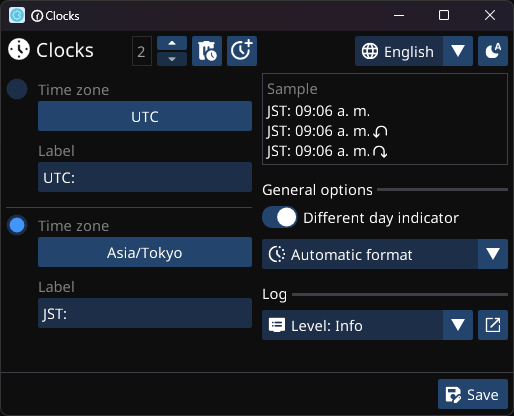 Clocks
Clocks
2
English
A
Time zone
UTC
Label
UTC:
Time zone
Asia/Tokyo
Label
JST:
Sample
JST: 09:06 a. m.
JST: 09:06 a. m.
JST: 09:06 a. m.
General options
Different day indicator
Automatic format
Log
Level: Info
Save